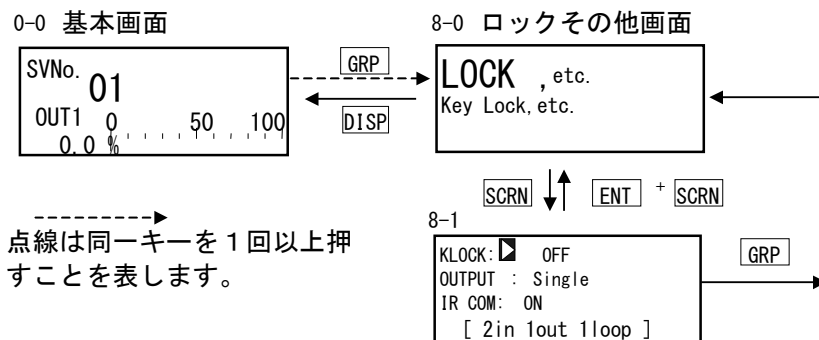 0-0 基本画面
SVNo. 01
OUT1 0 50 100
0.0 %
GRP
DISP
8-0 ロックその他画面
LOCK ,etc.
Key Lock,etc.
SCRN ENT + SCRN
点線は同一キーを1回以上押
すことを表します。
8-1
KLOCK: OFF
OUTPUT : Single
IR COM: ON
[ 2in 1out 1loop ]
GRP